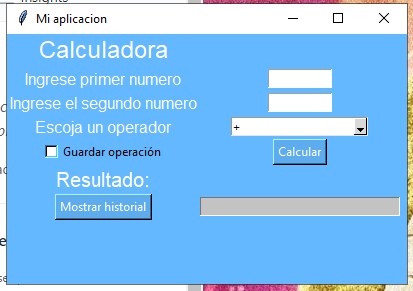 Insights
Mi aplicacion
Calculadora
Ingrese primer numero
Ingrese el segundo numero
Escoja un operador
+
Guardar operación
Calcular
Resultado:
Mostrar historial